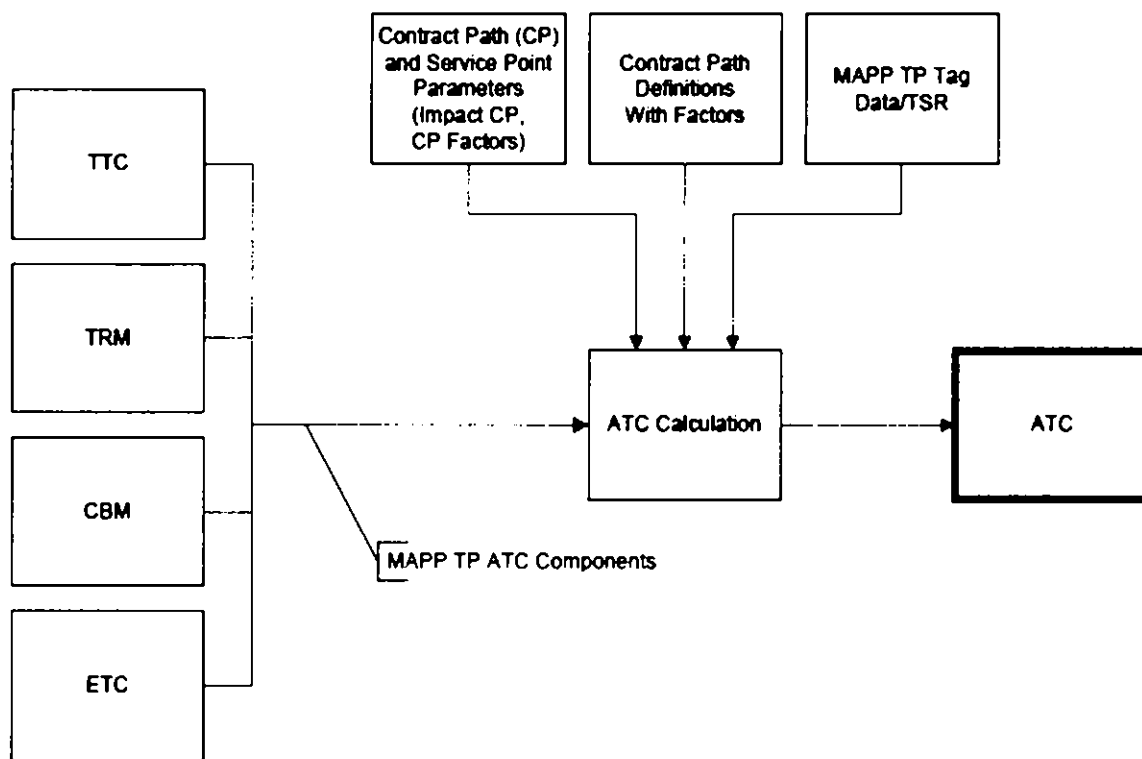 Contract Path (CP)
and Service Point
Parameters
(Impact CP,
CP Factors)
Contract Path
Definitions
With Factors
MAPP TP Tag
Data/TSR
TTC
TRM
CBM
ETC
ATC Calculation
ATC
MAPP TP ATC Components